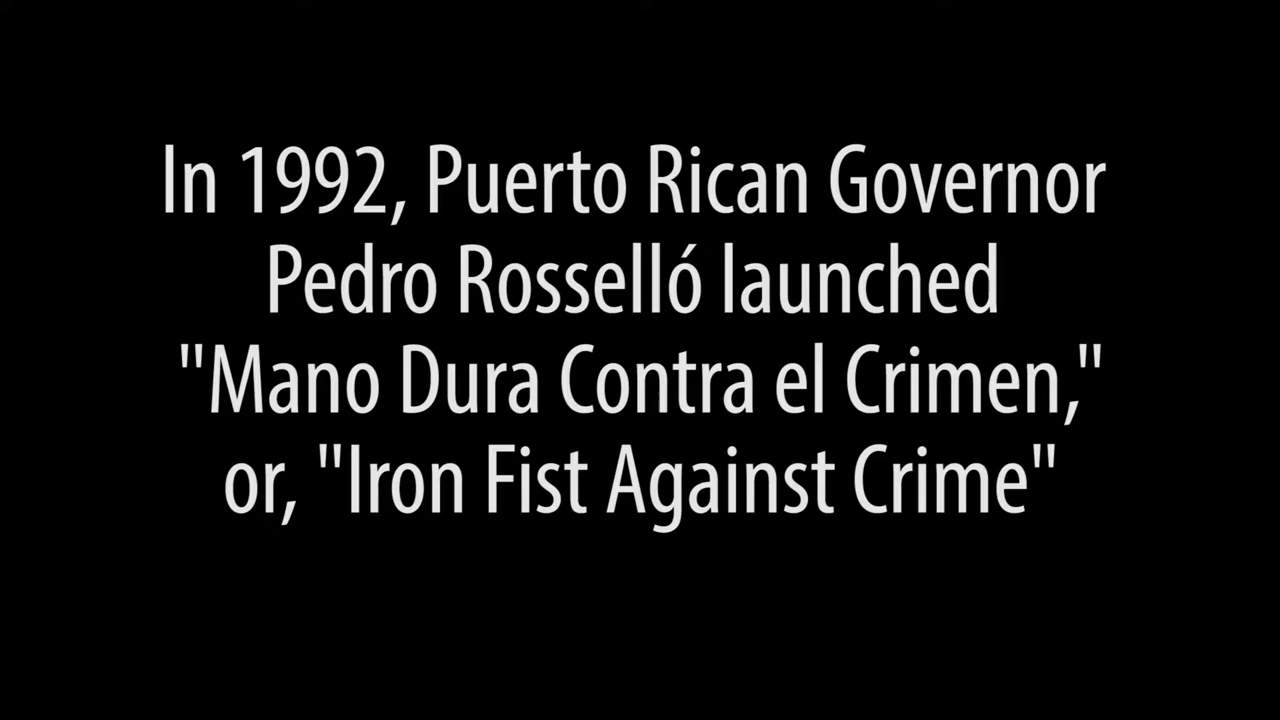 In 1992, Puerto Rican Governor
Pedro Rosselló launched
"Mano Dura Contra el Crimen,"
or, "Iron Fist Against Crime"